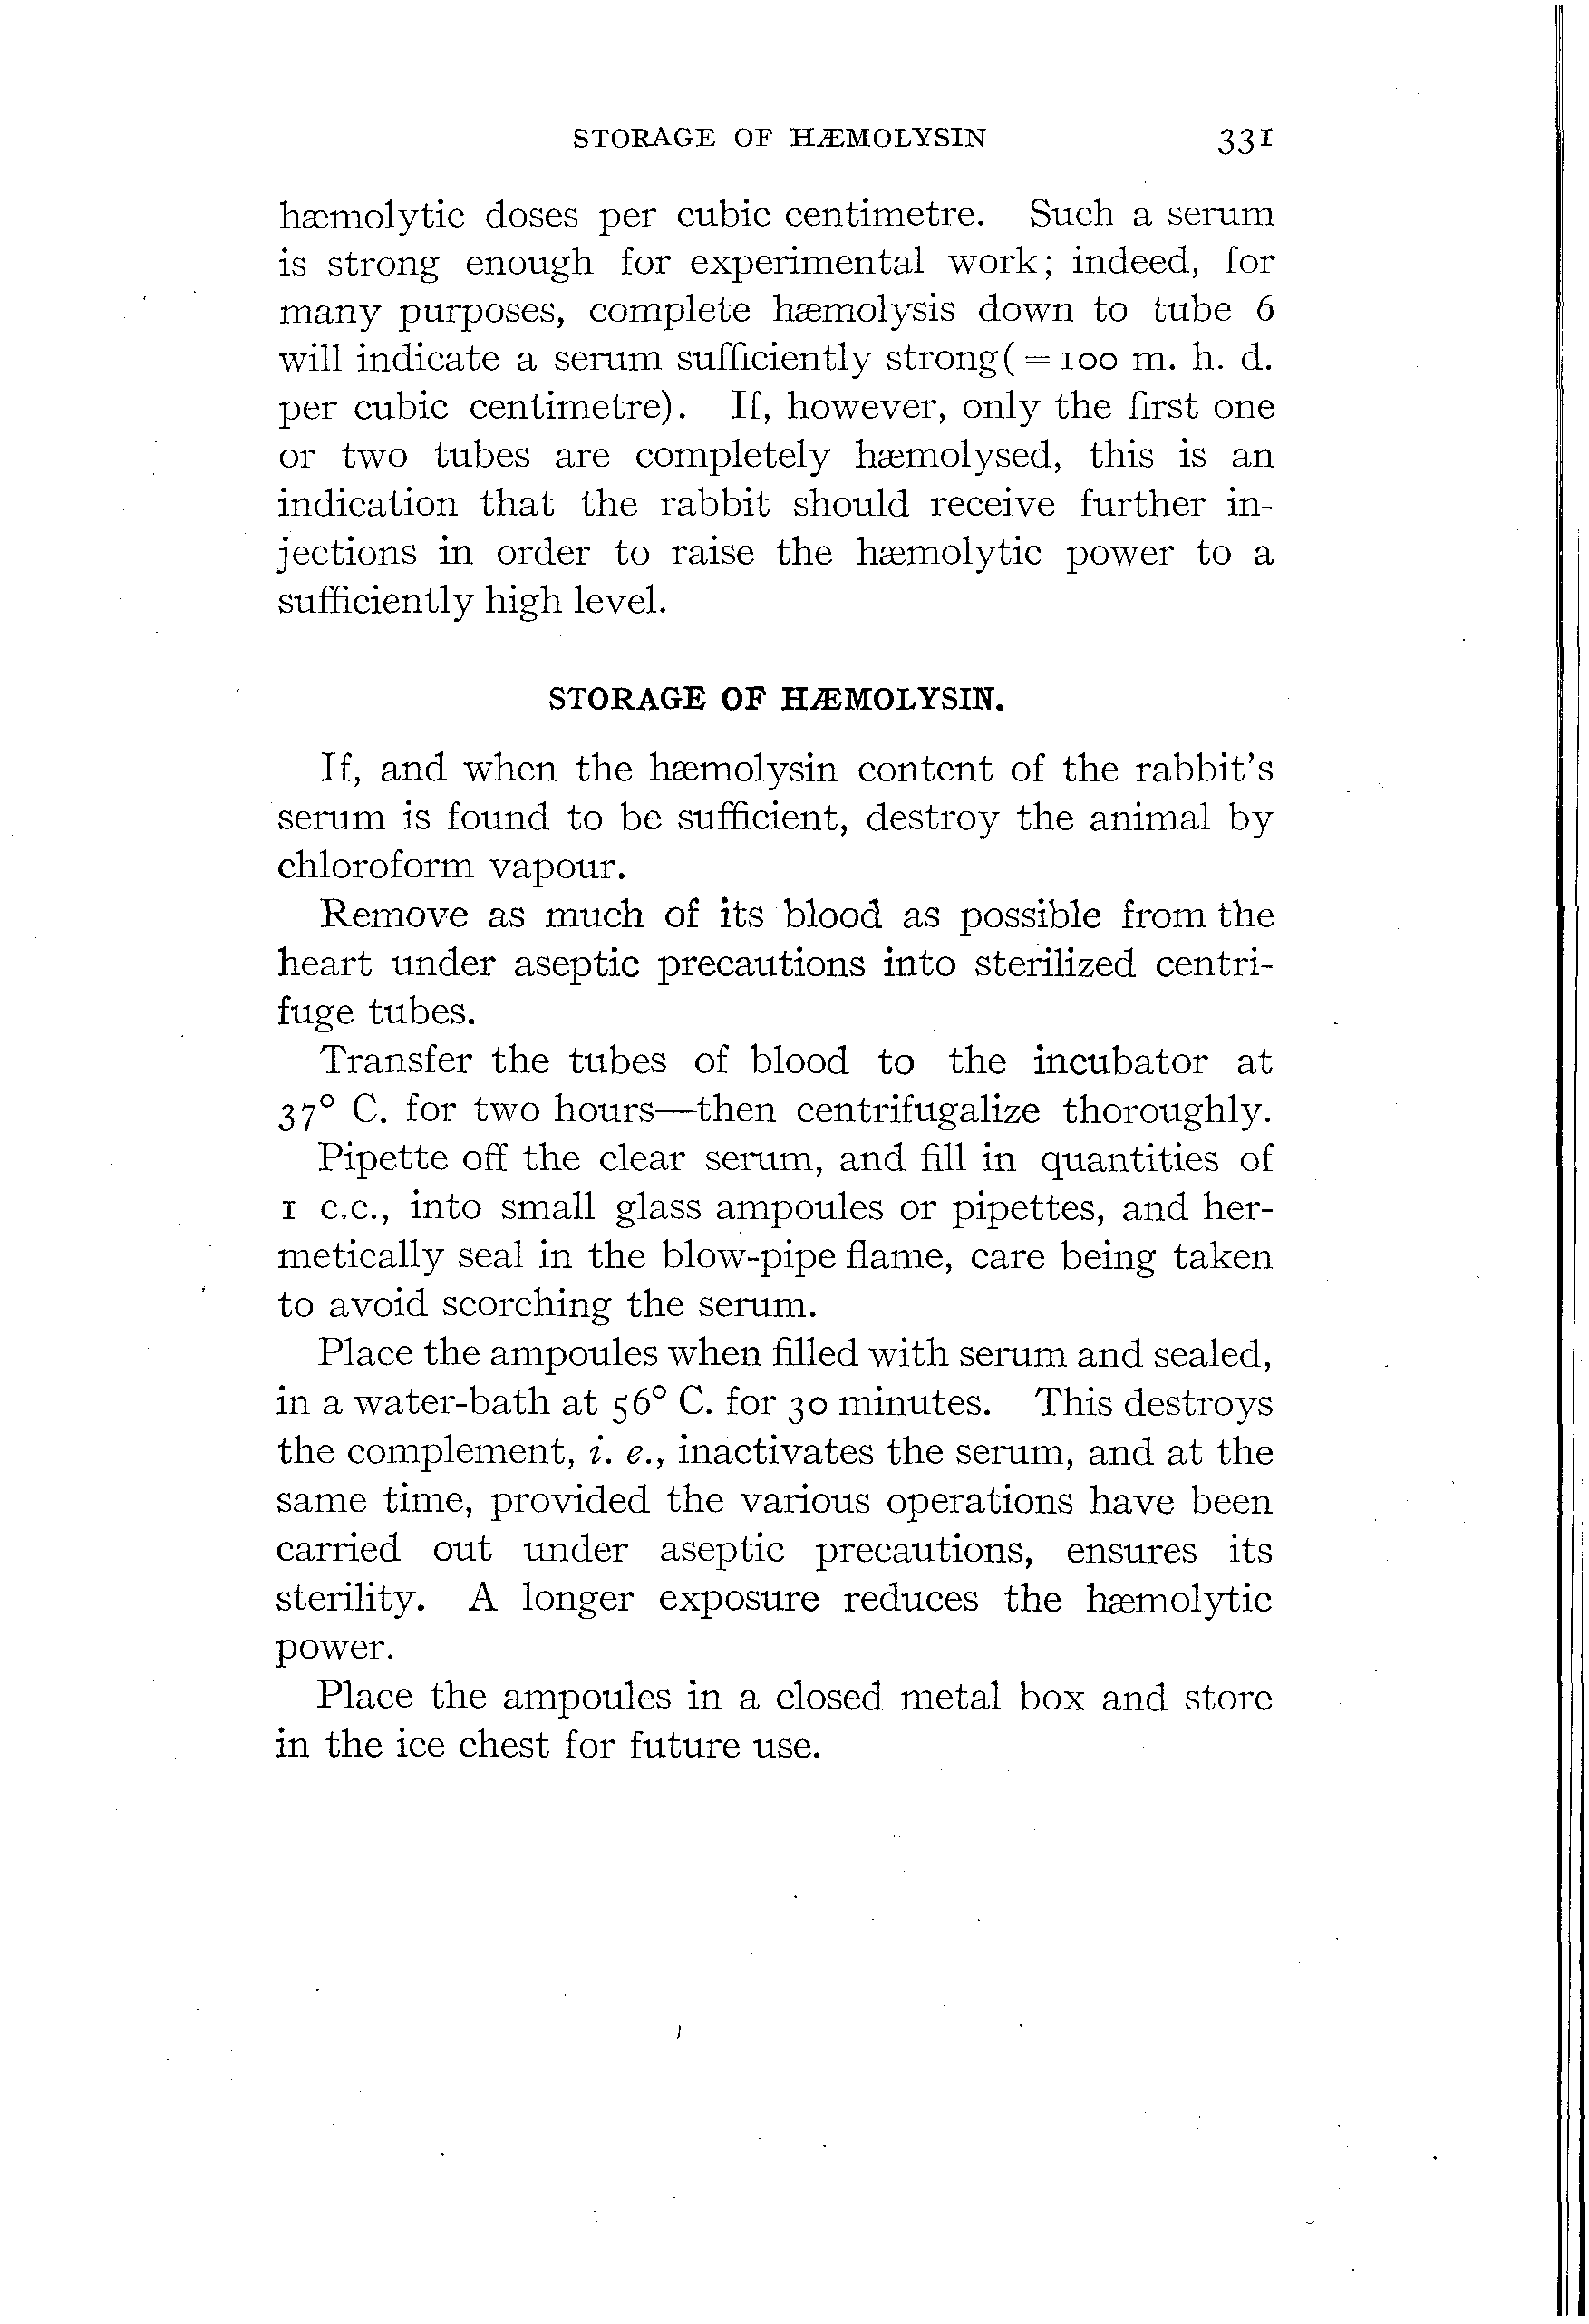 STORAGE OF HÆMOLYSIN 331
hæmolytic doses per cubic centimetre. Such a serum
is strong enough for experimental work; indeed, for
many purposes, complete hæmolysis down to tube 6
will indicate a serum sufficiently strong( = 100 m. h. d.
per cubic centimetre). If, however, only the first one
or two tubes are completely hæmolysed, this is an
indication that the rabbit should receive further in-
jections in order to raise the hæmolytic power to a
sufficiently high level.
STORAGE OF HÆMOLYSIN.
If, and when the hæmolysin content of the rabbit's
serum is found to be sufficient, destroy the animal by
chloroform vapour.
Remove as much of its blood as possible from the
heart under aseptic precautions into sterilized centri-
fuge tubes.
Transfer the tubes of blood to the incubator at
37° C. for two hours—then centrifugalize thoroughly.
Pipette off the clear serum, and fill in quantities of
1 c.c., into small glass ampoules or pipettes, and her-
metically seal in the blow-pipe flame, care being taken
to avoid scorching the serum.
Place the ampoules when filled with serum and sealed,
in a water-bath at 56° C. for 30 minutes. This destroys
the complement, i. e., inactivates the serum, and at the
same time, provided the various operations have been
carried out under aseptic precautions, ensures its
sterility. A longer exposure reduces the hæmolytic
power.
Place the ampoules in a closed metal box and store
in the ice chest for future use.